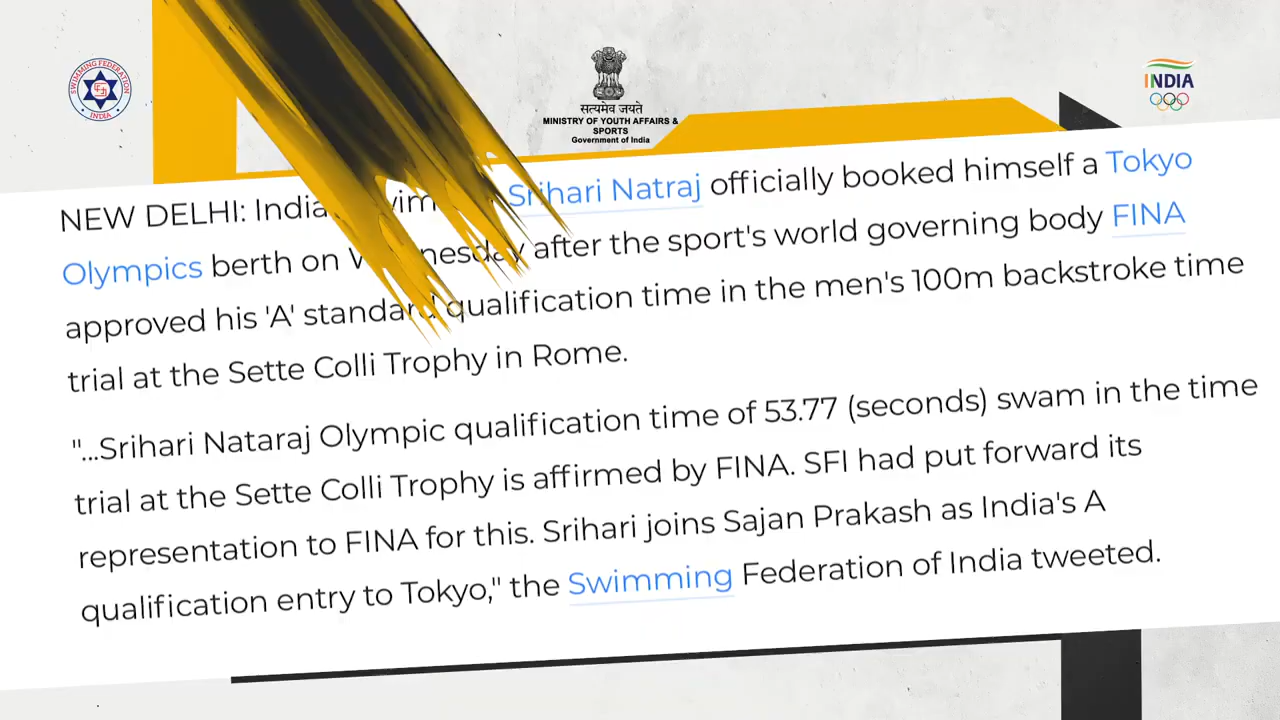 SWIMMING FEDERATION
INDIA
सत्यमेव जयते
MINISTRY OF YOUTH AFFAIRS &
SPORTS
Government of India
INDIA
NEW DELHI: India Srihari Natraj officially booked himself a Tokyo
Olympics berth on after the sport's world governing body FINA
approved his 'A' standard qualification time in the men's 100m backstroke time
trial at the Sette Colli Trophy in Rome.
"...Srihari Nataraj Olympic qualification time of 53.77 (seconds) swam in the time
trial at the Sette Colli Trophy is affirmed by FINA. SFI had put forward its
representation to FINA for this. Srihari joins Sajan Prakash as India's A
qualification entry to Tokyo," the Swimming Federation of India tweeted.